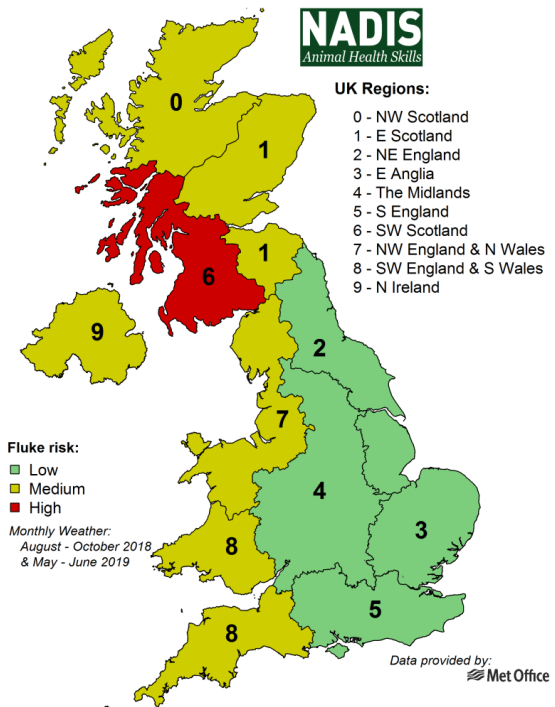 NADIS
Animal Health Skills
UK Regions:
0 - NW Scotland
1 - E Scotland
2 - NE England
3 - E Anglia
4 - The Midlands
5 - S England
6 - SW Scotland
7 - NW England & N Wales
8 - SW England & S Wales
9 - N Ireland
0
1
1
6
9
2
7
4
3
8
5
8
Fluke risk:
Low
Medium
High
Monthly Weather:
August - October 2018
& May - June 2019
Data provided by:
Met Office